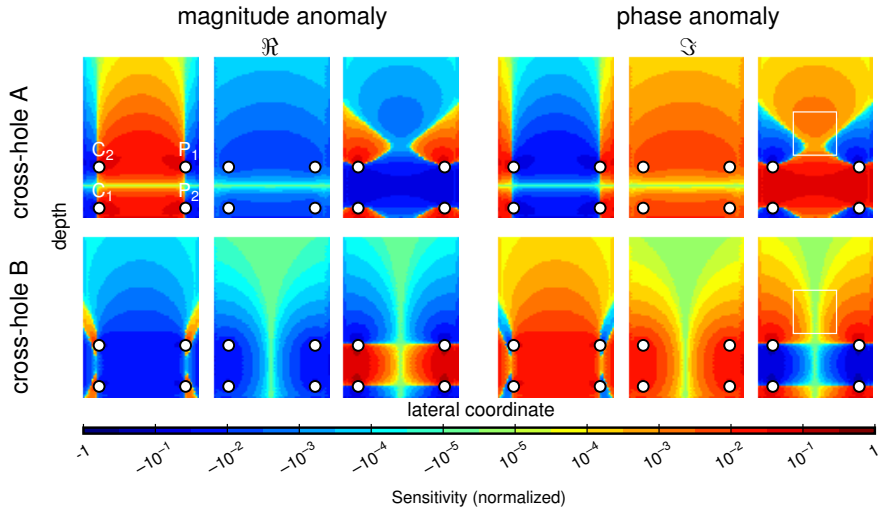 magnitude anomaly phase anomaly
ℜ ℑ
cross-hole A
C₂ P₁
C₁ P₂
depth
cross-hole B
lateral coordinate
-1 −10⁻¹ −10⁻² −10⁻³ −10⁻⁴ −10⁻⁵ 10⁻⁵ 10⁻⁴ 10⁻³ 10⁻² 10⁻¹ 1
Sensitivity (normalized)